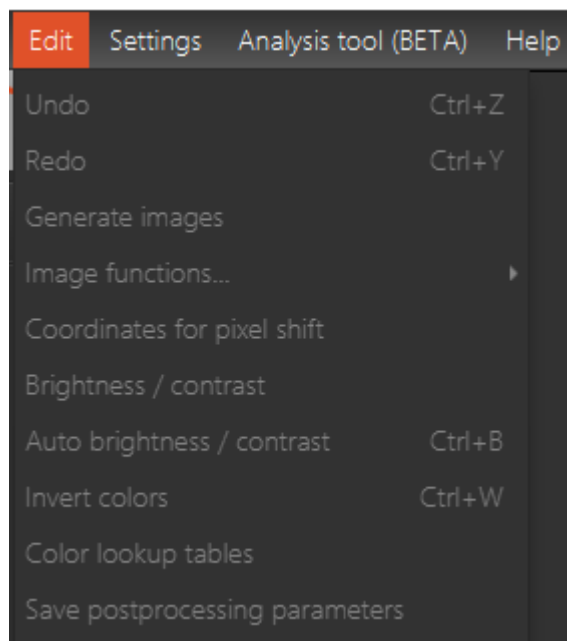 Edit Settings Analysis tool (BETA) Help
Undo Ctrl+Z
Redo Ctrl+Y
Generate images
Image functions...
Coordinates for pixel shift
Brightness / contrast
Auto brightness / contrast Ctrl+B
Invert colors Ctrl+W
Color lookup tables
Save postprocessing parameters